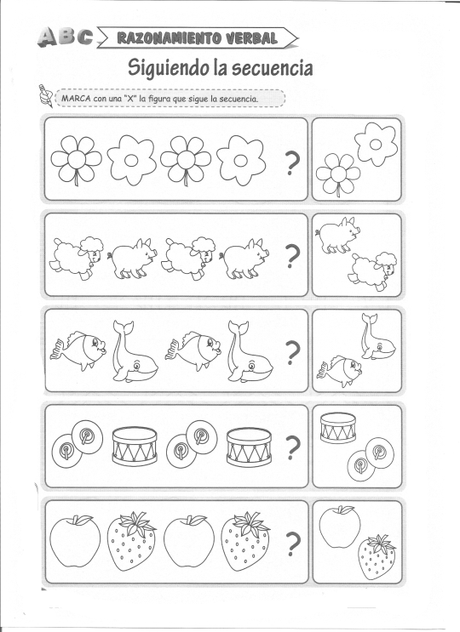 ABC RAZONAMIENTO VERBAL
Siguiendo la secuencia
MARCA con una "X" la figura que sigue la secuencia.
?
?
?
?
?